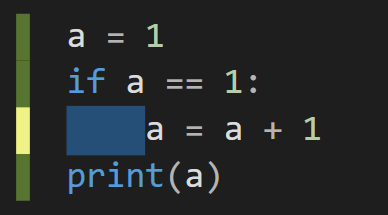 a = 1
if a == 1:
    a = a + 1
print(a)